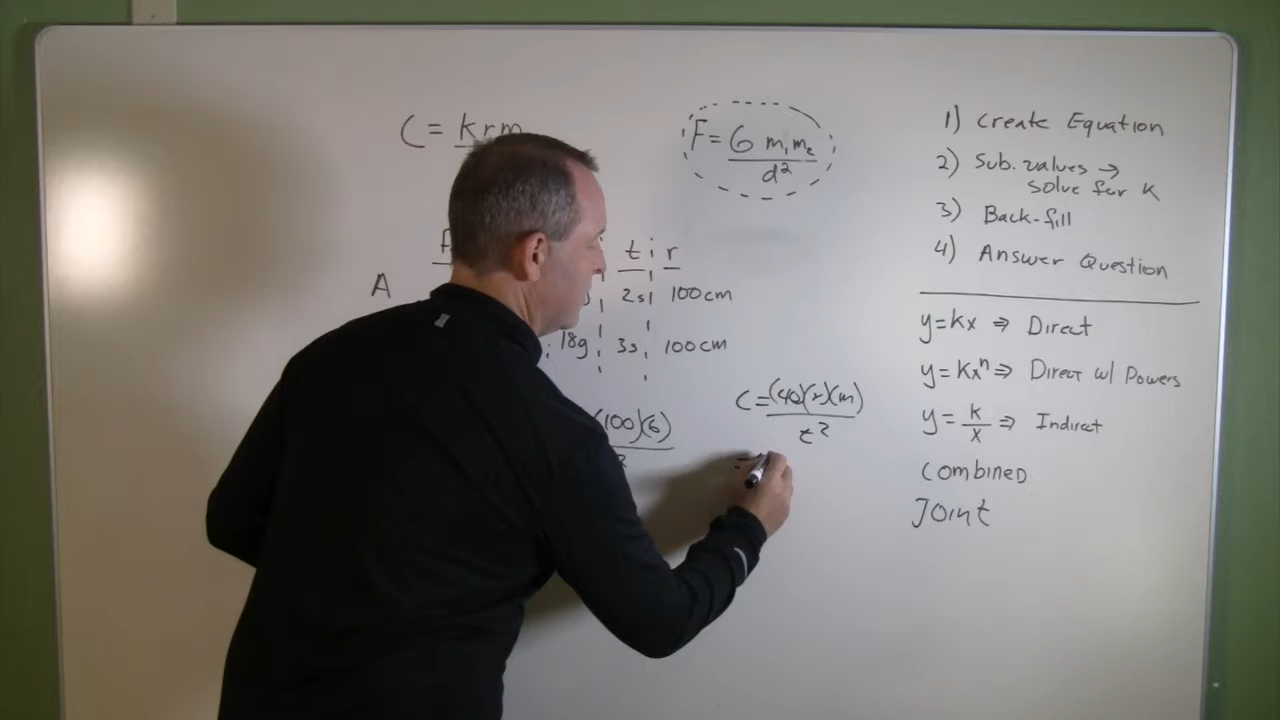 C = krm
F = G m₁m₂
d²
t r
A 2s 100cm
18g 3s 100cm
(100)(6)
C = (40)(r)(m)
t²
=
1) Create Equation
2) Sub. values →
solve for K
3) Back-fill
4) Answer Question
y=kx ⇒ Direct
y=kxⁿ ⇒ Direct w/ Powers
y = k/x ⇒ Indirect
Combined
Joint